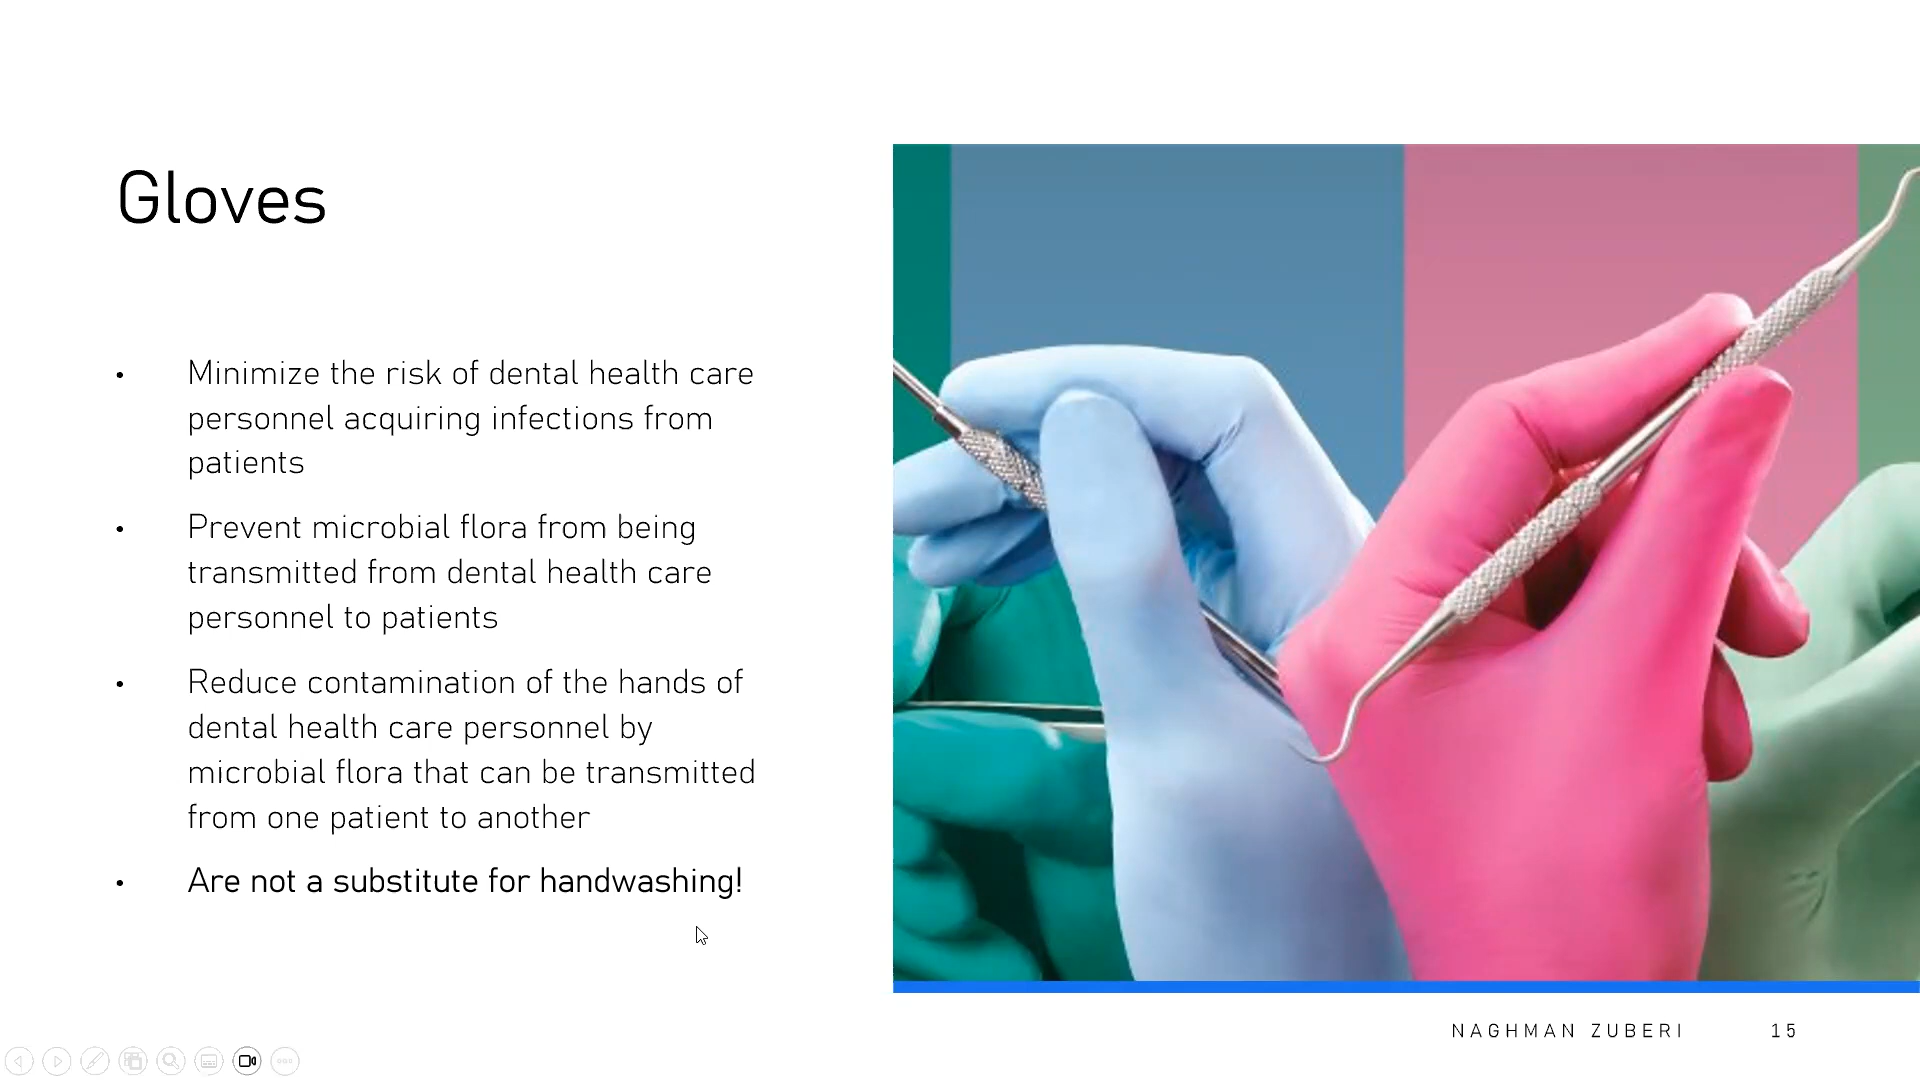 Gloves
• Minimize the risk of dental health care
personnel acquiring infections from
patients
• Prevent microbial flora from being
transmitted from dental health care
personnel to patients
• Reduce contamination of the hands of
dental health care personnel by
microbial flora that can be transmitted
from one patient to another
• Are not a substitute for handwashing!
NAGHMAN ZUBERI 15